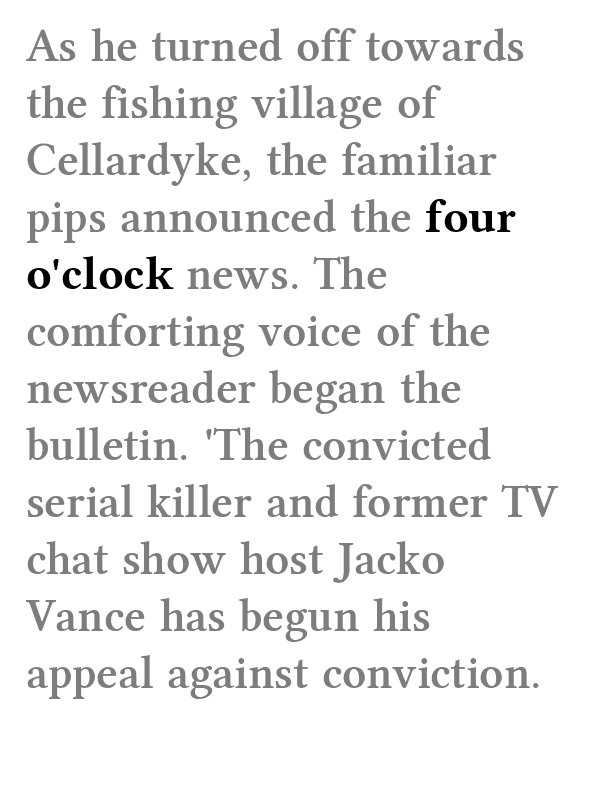 As he turned off towards
the fishing village of
Cellardyke, the familiar
pips announced the four
o'clock news. The
comforting voice of the
newsreader began the
bulletin. 'The convicted
serial killer and former TV
chat show host Jacko
Vance has begun his
appeal against conviction.